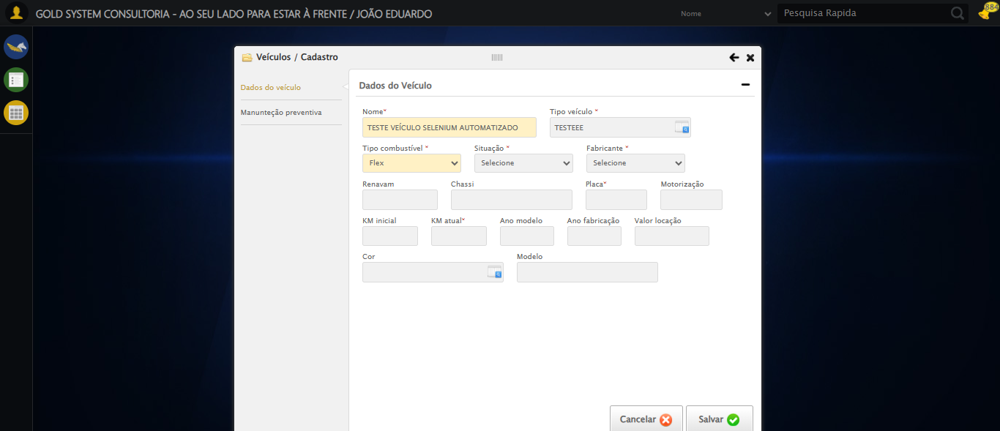 GOLD SYSTEM CONSULTORIA - AO SEU LADO PARA ESTAR À FRENTE / JOÃO EDUARDO
Nome
Pesquisa Rapida
884
Veículos / Cadastro
Dados do veículo
Manunteção preventiva
Dados do Veículo
Nome* Tipo veículo *
TESTE VEÍCULO SELENIUM AUTOMATIZADO TESTEEE
Tipo combustível * Situação * Fabricante *
Flex Selecione Selecione
Renavam Chassi Placa* Motorização
KM inicial KM atual* Ano modelo Ano fabricação Valor locação
Cor Modelo
Cancelar Salvar